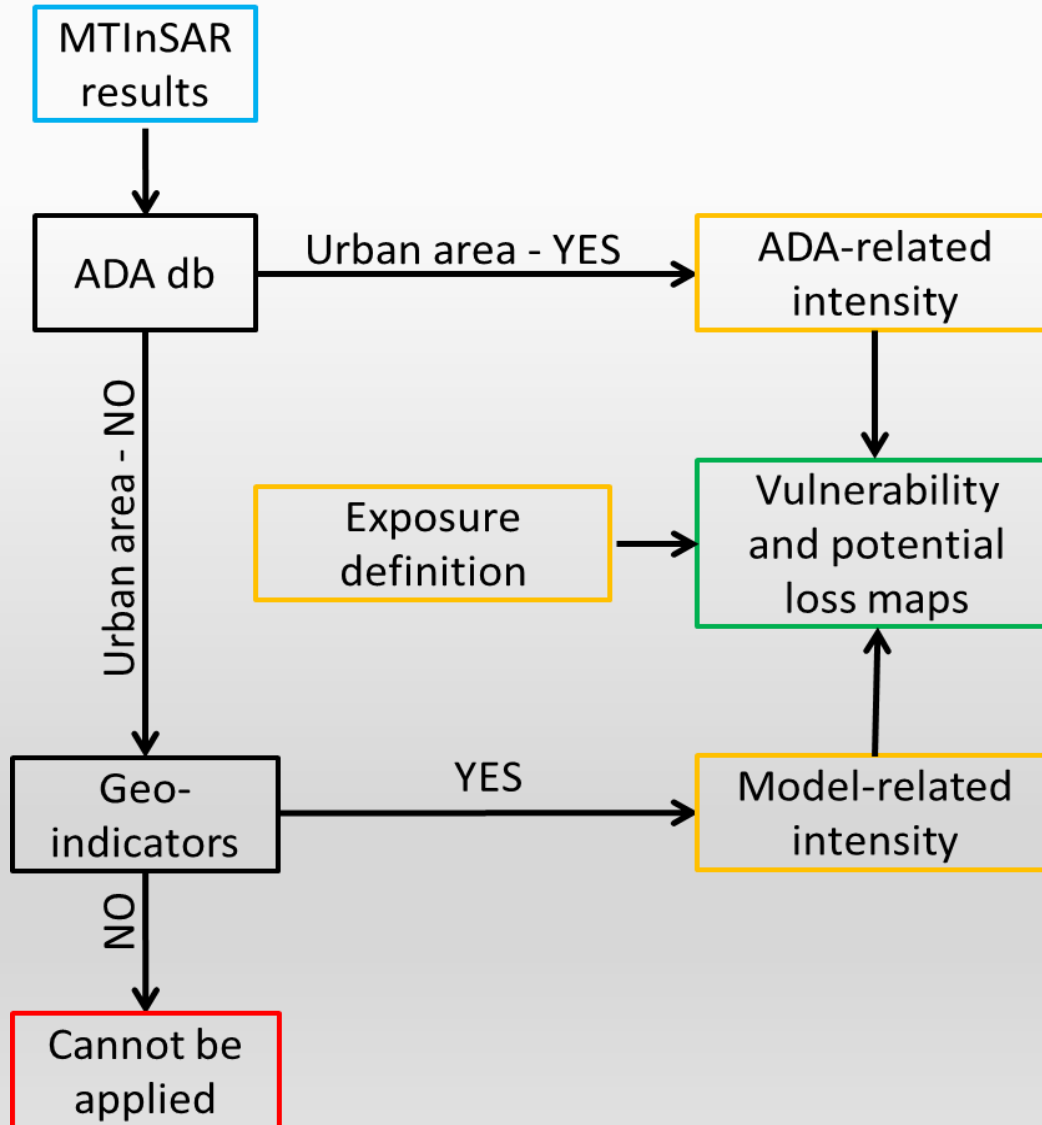 MTInSAR
results
ADA db
Urban area - YES
ADA-related
intensity
Urban area - NO
Exposure
definition
Vulnerability
and potential
loss maps
Geo-
indicators
YES
Model-related
intensity
NO
Cannot be
applied